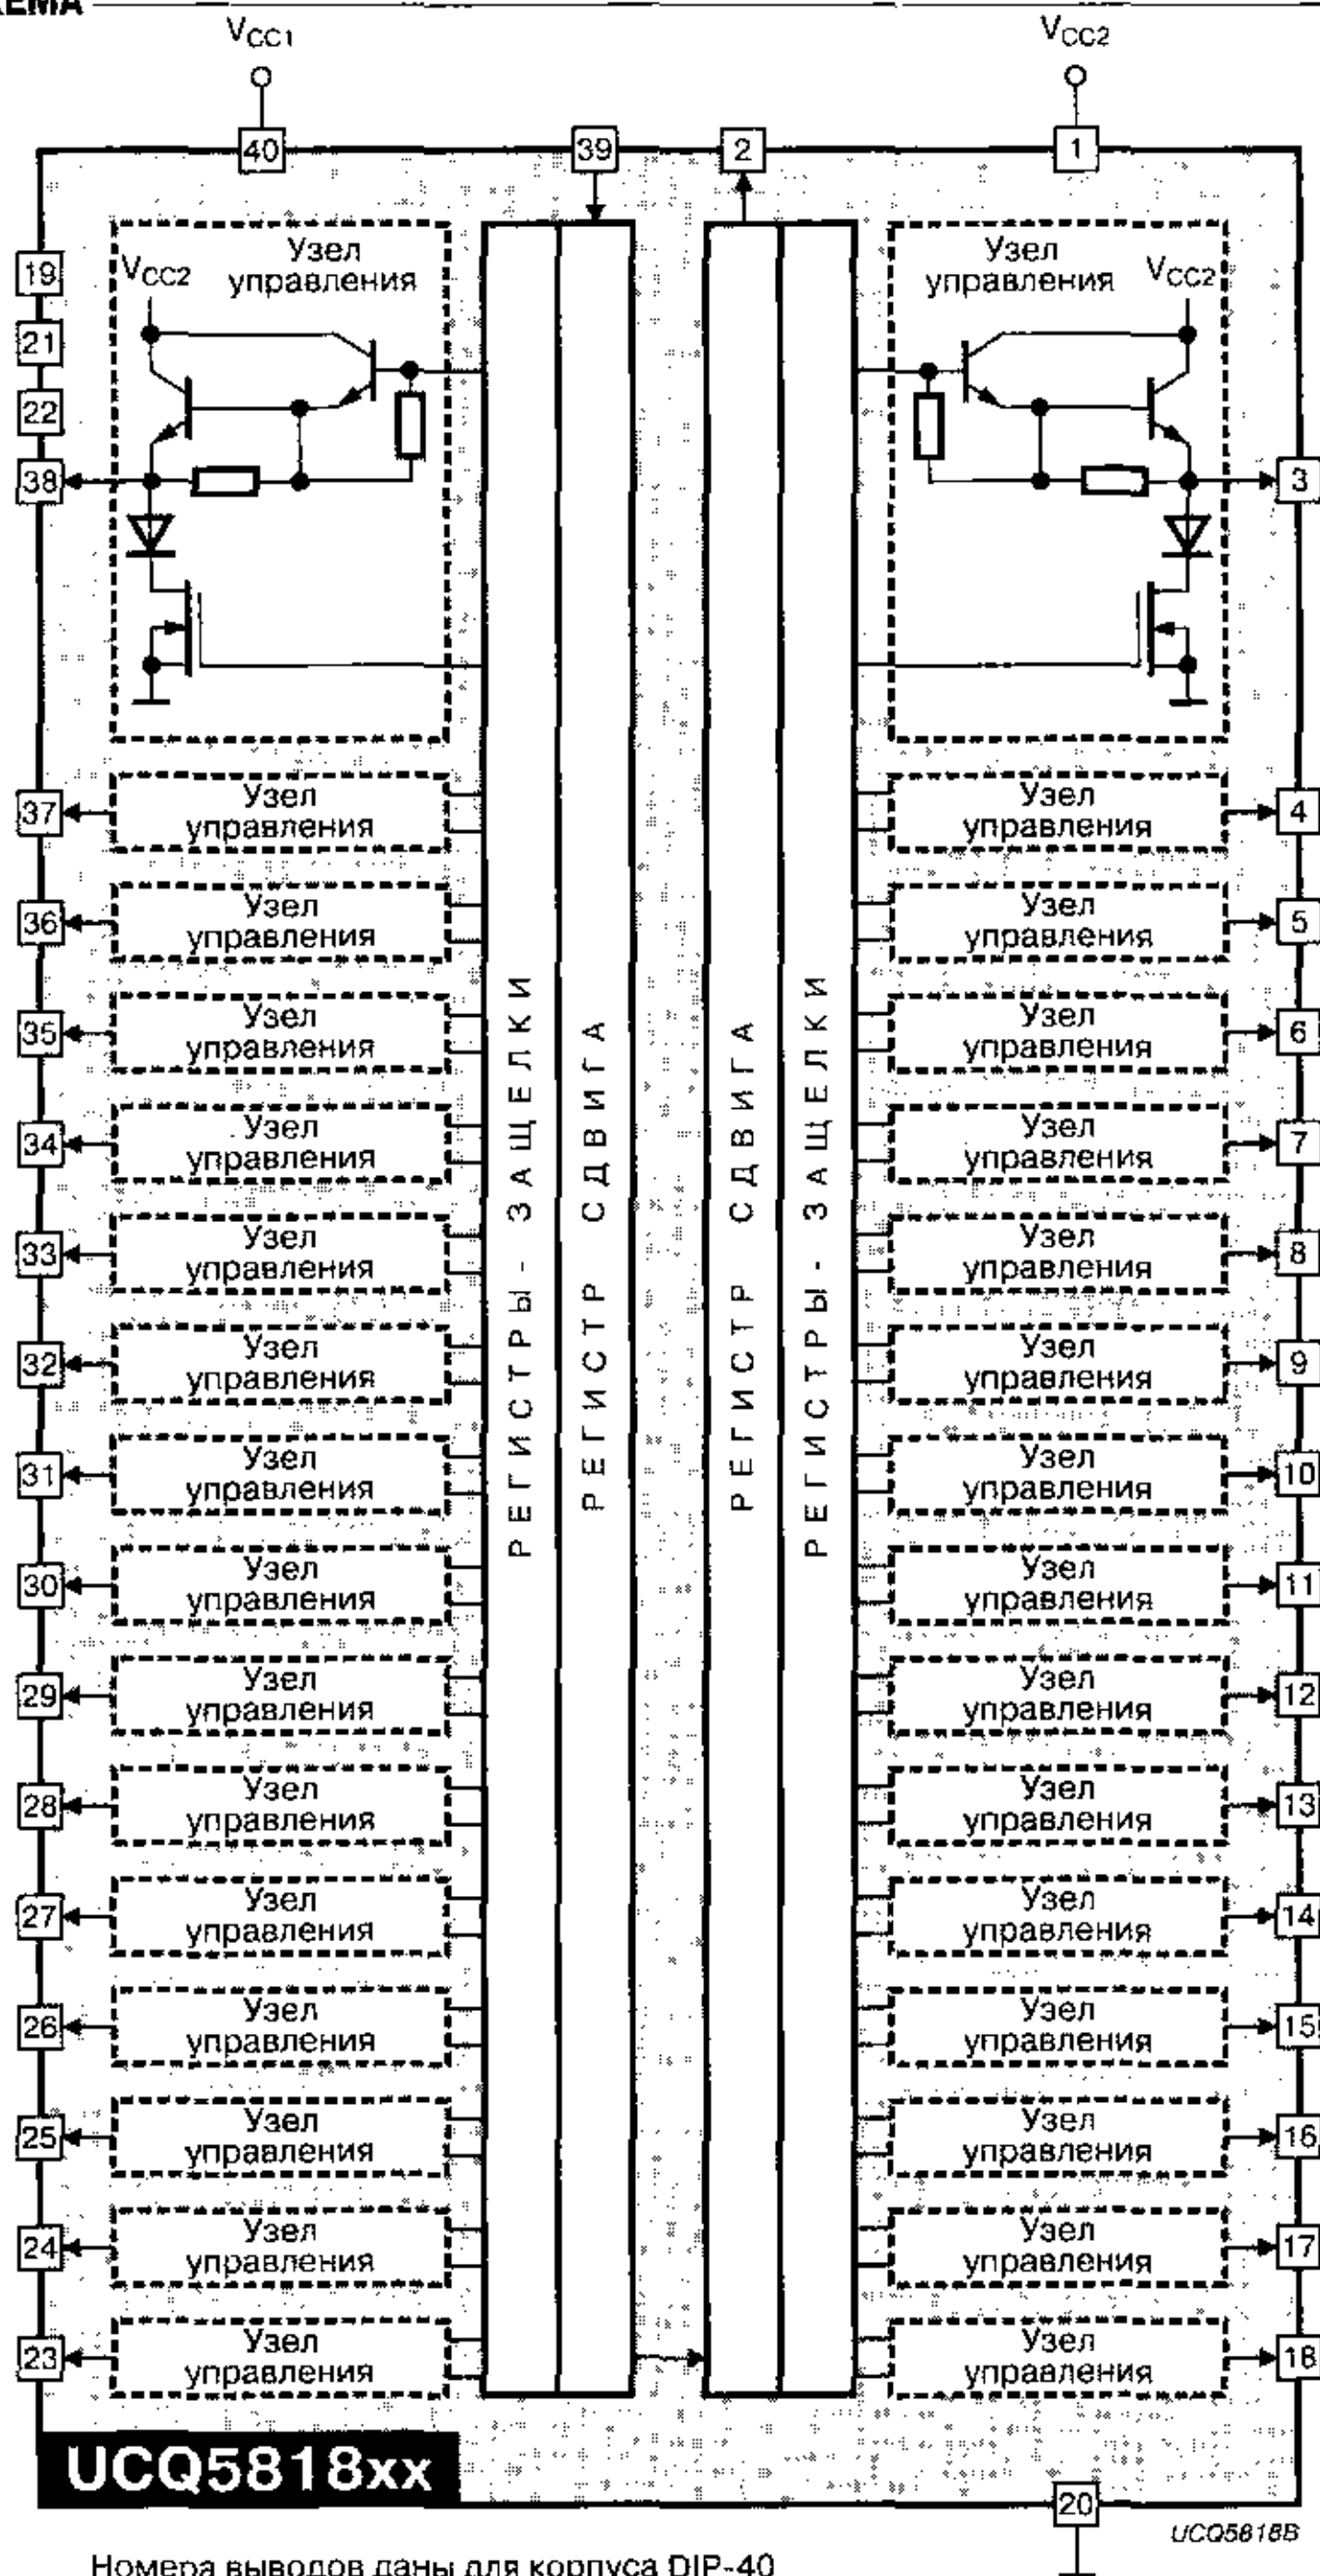 ХЕМА
VCC1
VCC2
40
39
2
1
Узел
управления
VCC2
Узел
управления
VCC2
19
21
22
38
3
37
Узел
управления
Узел
управления
4
36
Узел
управления
Узел
управления
5
35
Узел
управления
Узел
управления
6
34
Узел
управления
Узел
управления
7
33
Узел
управления
Узел
управления
8
32
Узел
управления
Узел
управления
9
31
Узел
управления
Узел
управления
10
30
Узел
управления
Узел
управления
11
29
Узел
управления
Узел
управления
12
28
Узел
управления
Узел
управления
13
27
Узел
управления
Узел
управления
14
26
Узел
управления
Узел
управления
15
25
Узел
управления
Узел
управления
16
24
Узел
управления
Узел
управления
17
23
Узел
управления
Узел
управления
18
РЕГИСТРЫ-ЗАЩЕЛКИ
РЕГИСТР СДВИГА
РЕГИСТР СДВИГА
РЕГИСТРЫ-ЗАЩЕЛКИ
UCQ5818xx
20
UCQ5818B
Номера выводов даны для корпуса DIP-40